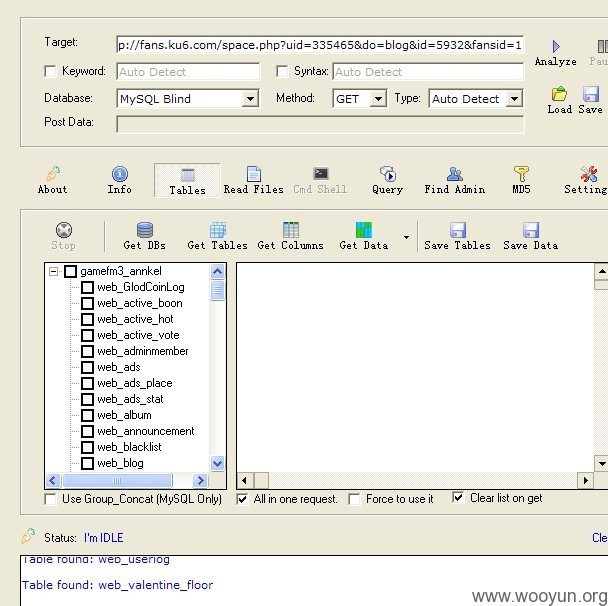 Target: p://fans.ku6.com/space.php?uid=335465&do=blog&id=5932&fansid=1
Analyze Pau
Keyword: Auto Detect Syntax: Auto Detect
Database: MySQL Blind Method: GET Type: Auto Detect
Load Save
Post Data:
About Info Tables Read Files Cmd Shell Query Find Admin MD5 Setting
Stop Get DBs Get Tables Get Columns Get Data Save Tables Save Data
gamefm3_annkel
web_GlodCoinLog
web_active_boon
web_active_hot
web_active_vote
web_adminmember
web_ads
web_ads_place
web_ads_stat
web_album
web_announcement
web_blacklist
web_blog
Use Group_Concat (MySQL Only) All in one request. Force to use it Clear list on get
Status: I'm IDLE Cle
Table found: web_userlog
Table found: web_valentine_floor
www.wooyun.org